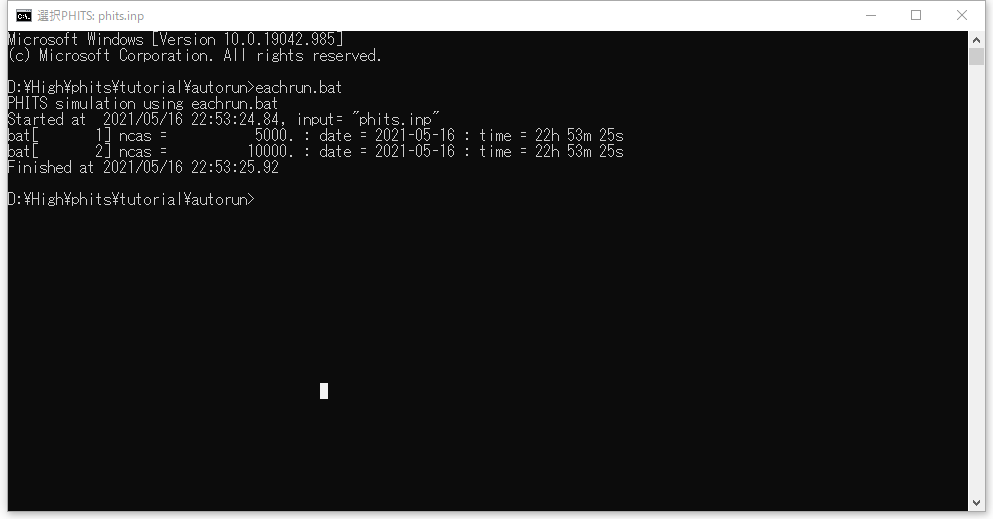 選択PHITS: phits.inp
Microsoft Windows [Version 10.0.19042.985]
(c) Microsoft Corporation. All rights reserved.
D:¥High¥phits¥tutorial¥autorun>eachrun.bat
PHITS simulation using eachrun.bat
Started at  2021/05/16 22:53:24.84, input= "phits.inp"
bat[       1] ncas =           5000. : date = 2021-05-16 : time = 22h 53m 25s
bat[       2] ncas =          10000. : date = 2021-05-16 : time = 22h 53m 25s
Finished at 2021/05/16 22:53:25.92
D:¥High¥phits¥tutorial¥autorun>